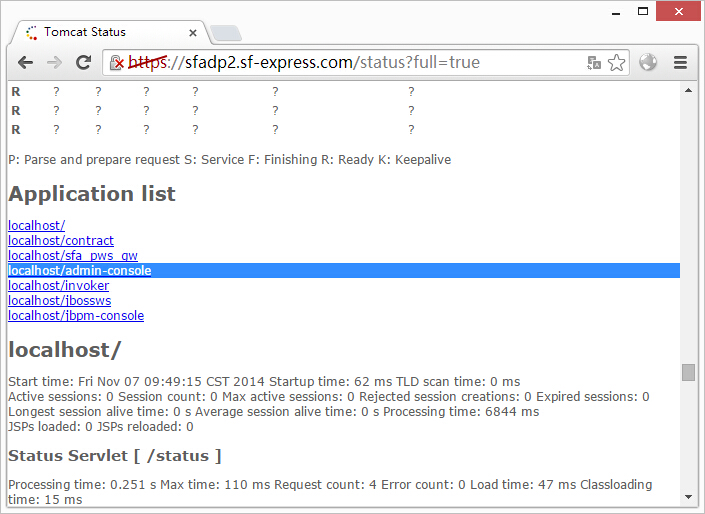 Tomcat Status
https://sfadp2.sf-express.com/status?full=true
R ? ? ? ? ? ?
R ? ? ? ? ? ?
R ? ? ? ? ? ?
P: Parse and prepare request S: Service F: Finishing R: Ready K: Keepalive
Application list
localhost/
localhost/contract
localhost/sfa_pws_gw
localhost/admin-console
localhost/invoker
localhost/jbossws
localhost/jbpm-console
localhost/
Start time: Fri Nov 07 09:49:15 CST 2014 Startup time: 62 ms TLD scan time: 0 ms
Active sessions: 0 Session count: 0 Max active sessions: 0 Rejected session creations: 0 Expired sessions: 0
Longest session alive time: 0 s Average session alive time: 0 s Processing time: 6844 ms
JSPs loaded: 0 JSPs reloaded: 0
Status Servlet [ /status ]
Processing time: 0.251 s Max time: 110 ms Request count: 4 Error count: 0 Load time: 47 ms Classloading
time: 15 ms